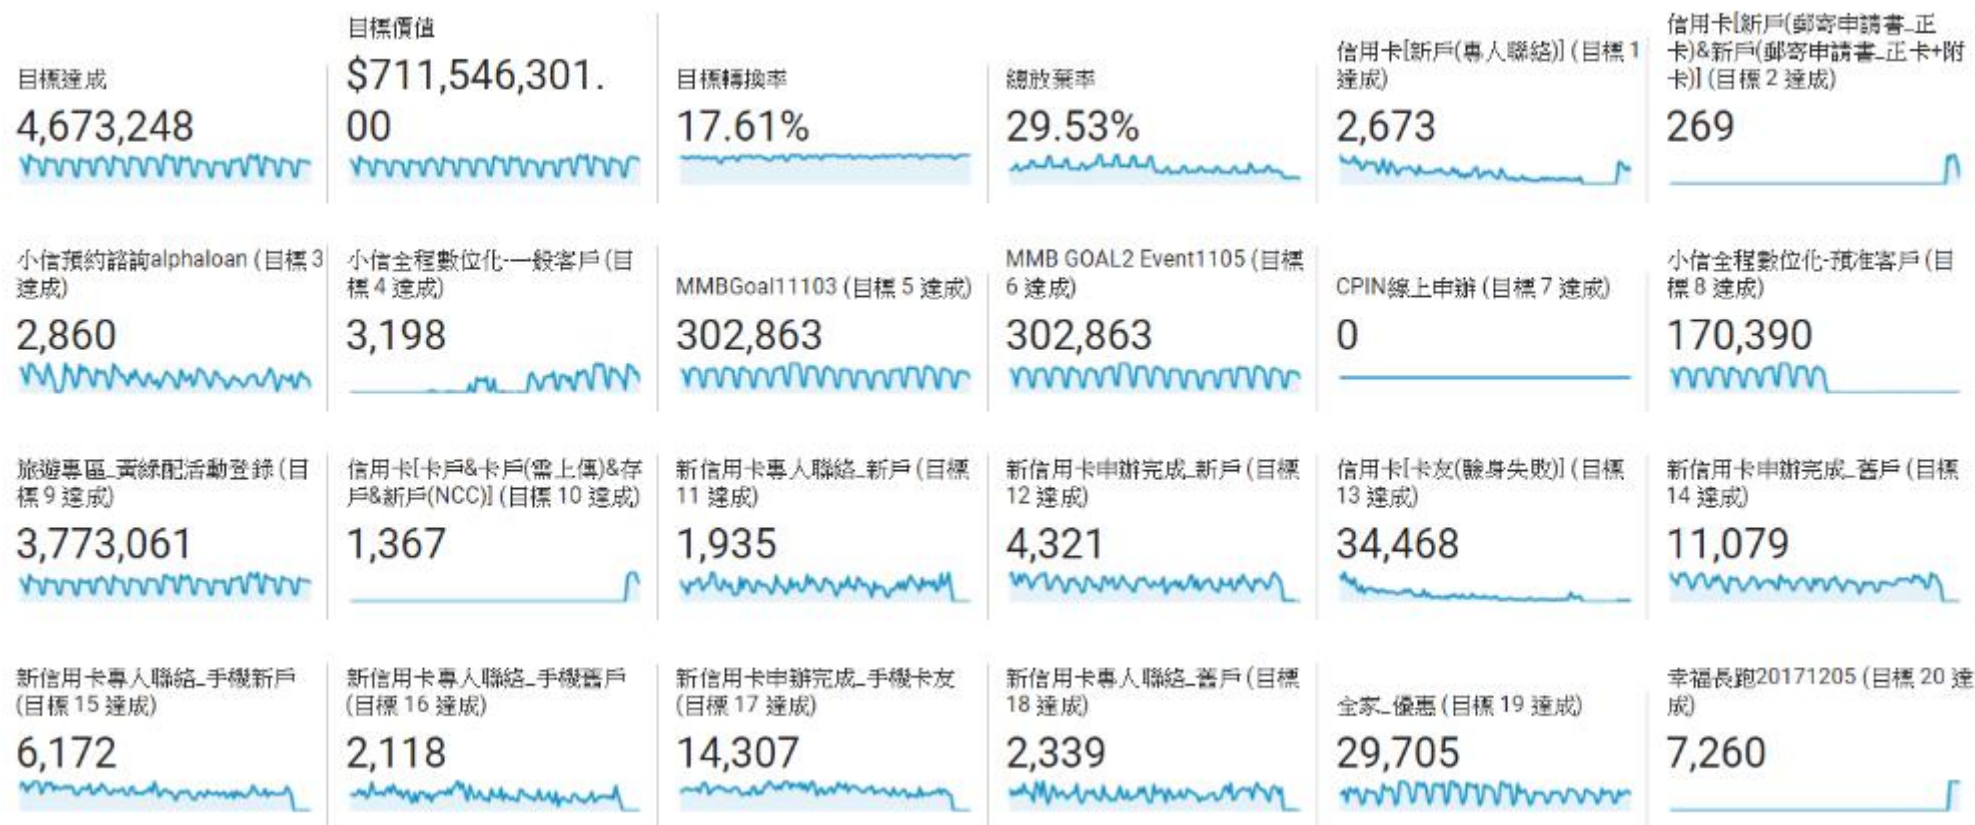 目標達成
4,673,248
目標價值
$711,546,301.
00
目標轉換率
17.61%
總放棄率
29.53%
信用卡[新戶(專人聯絡)] (目標 1
達成)
2,673
信用卡[新戶(郵寄申請書_正
卡)&新戶(郵寄申請書_正卡+附
卡)] (目標 2 達成)
269
小信預約諮詢alphaloan (目標 3
達成)
2,860
小信全程數位化-一般客戶 (目
標 4 達成)
3,198
MMBGoal11103 (目標 5 達成)
302,863
MMB GOAL2 Event1105 (目標
6 達成)
302,863
CPIN線上申辦 (目標 7 達成)
0
小信全程數位化-預准客戶 (目
標 8 達成)
170,390
旅遊專區_黃綠配活動登錄 (目
標 9 達成)
3,773,061
信用卡[卡戶&卡戶(需上傳)&存
戶&新戶(NCC)] (目標 10 達成)
1,367
新信用卡專人聯絡_新戶 (目標
11 達成)
1,935
新信用卡申辦完成_新戶 (目標
12 達成)
4,321
信用卡[卡友(驗身失敗)] (目標
13 達成)
34,468
新信用卡申辦完成_舊戶 (目標
14 達成)
11,079
新信用卡專人聯絡_手機新戶
(目標 15 達成)
6,172
新信用卡專人聯絡_手機舊戶
(目標 16 達成)
2,118
新信用卡申辦完成_手機卡友
(目標 17 達成)
14,307
新信用卡專人聯絡_舊戶 (目標
18 達成)
2,339
全家_優惠 (目標 19 達成)
29,705
幸福長跑20171205 (目標 20 達
成)
7,260